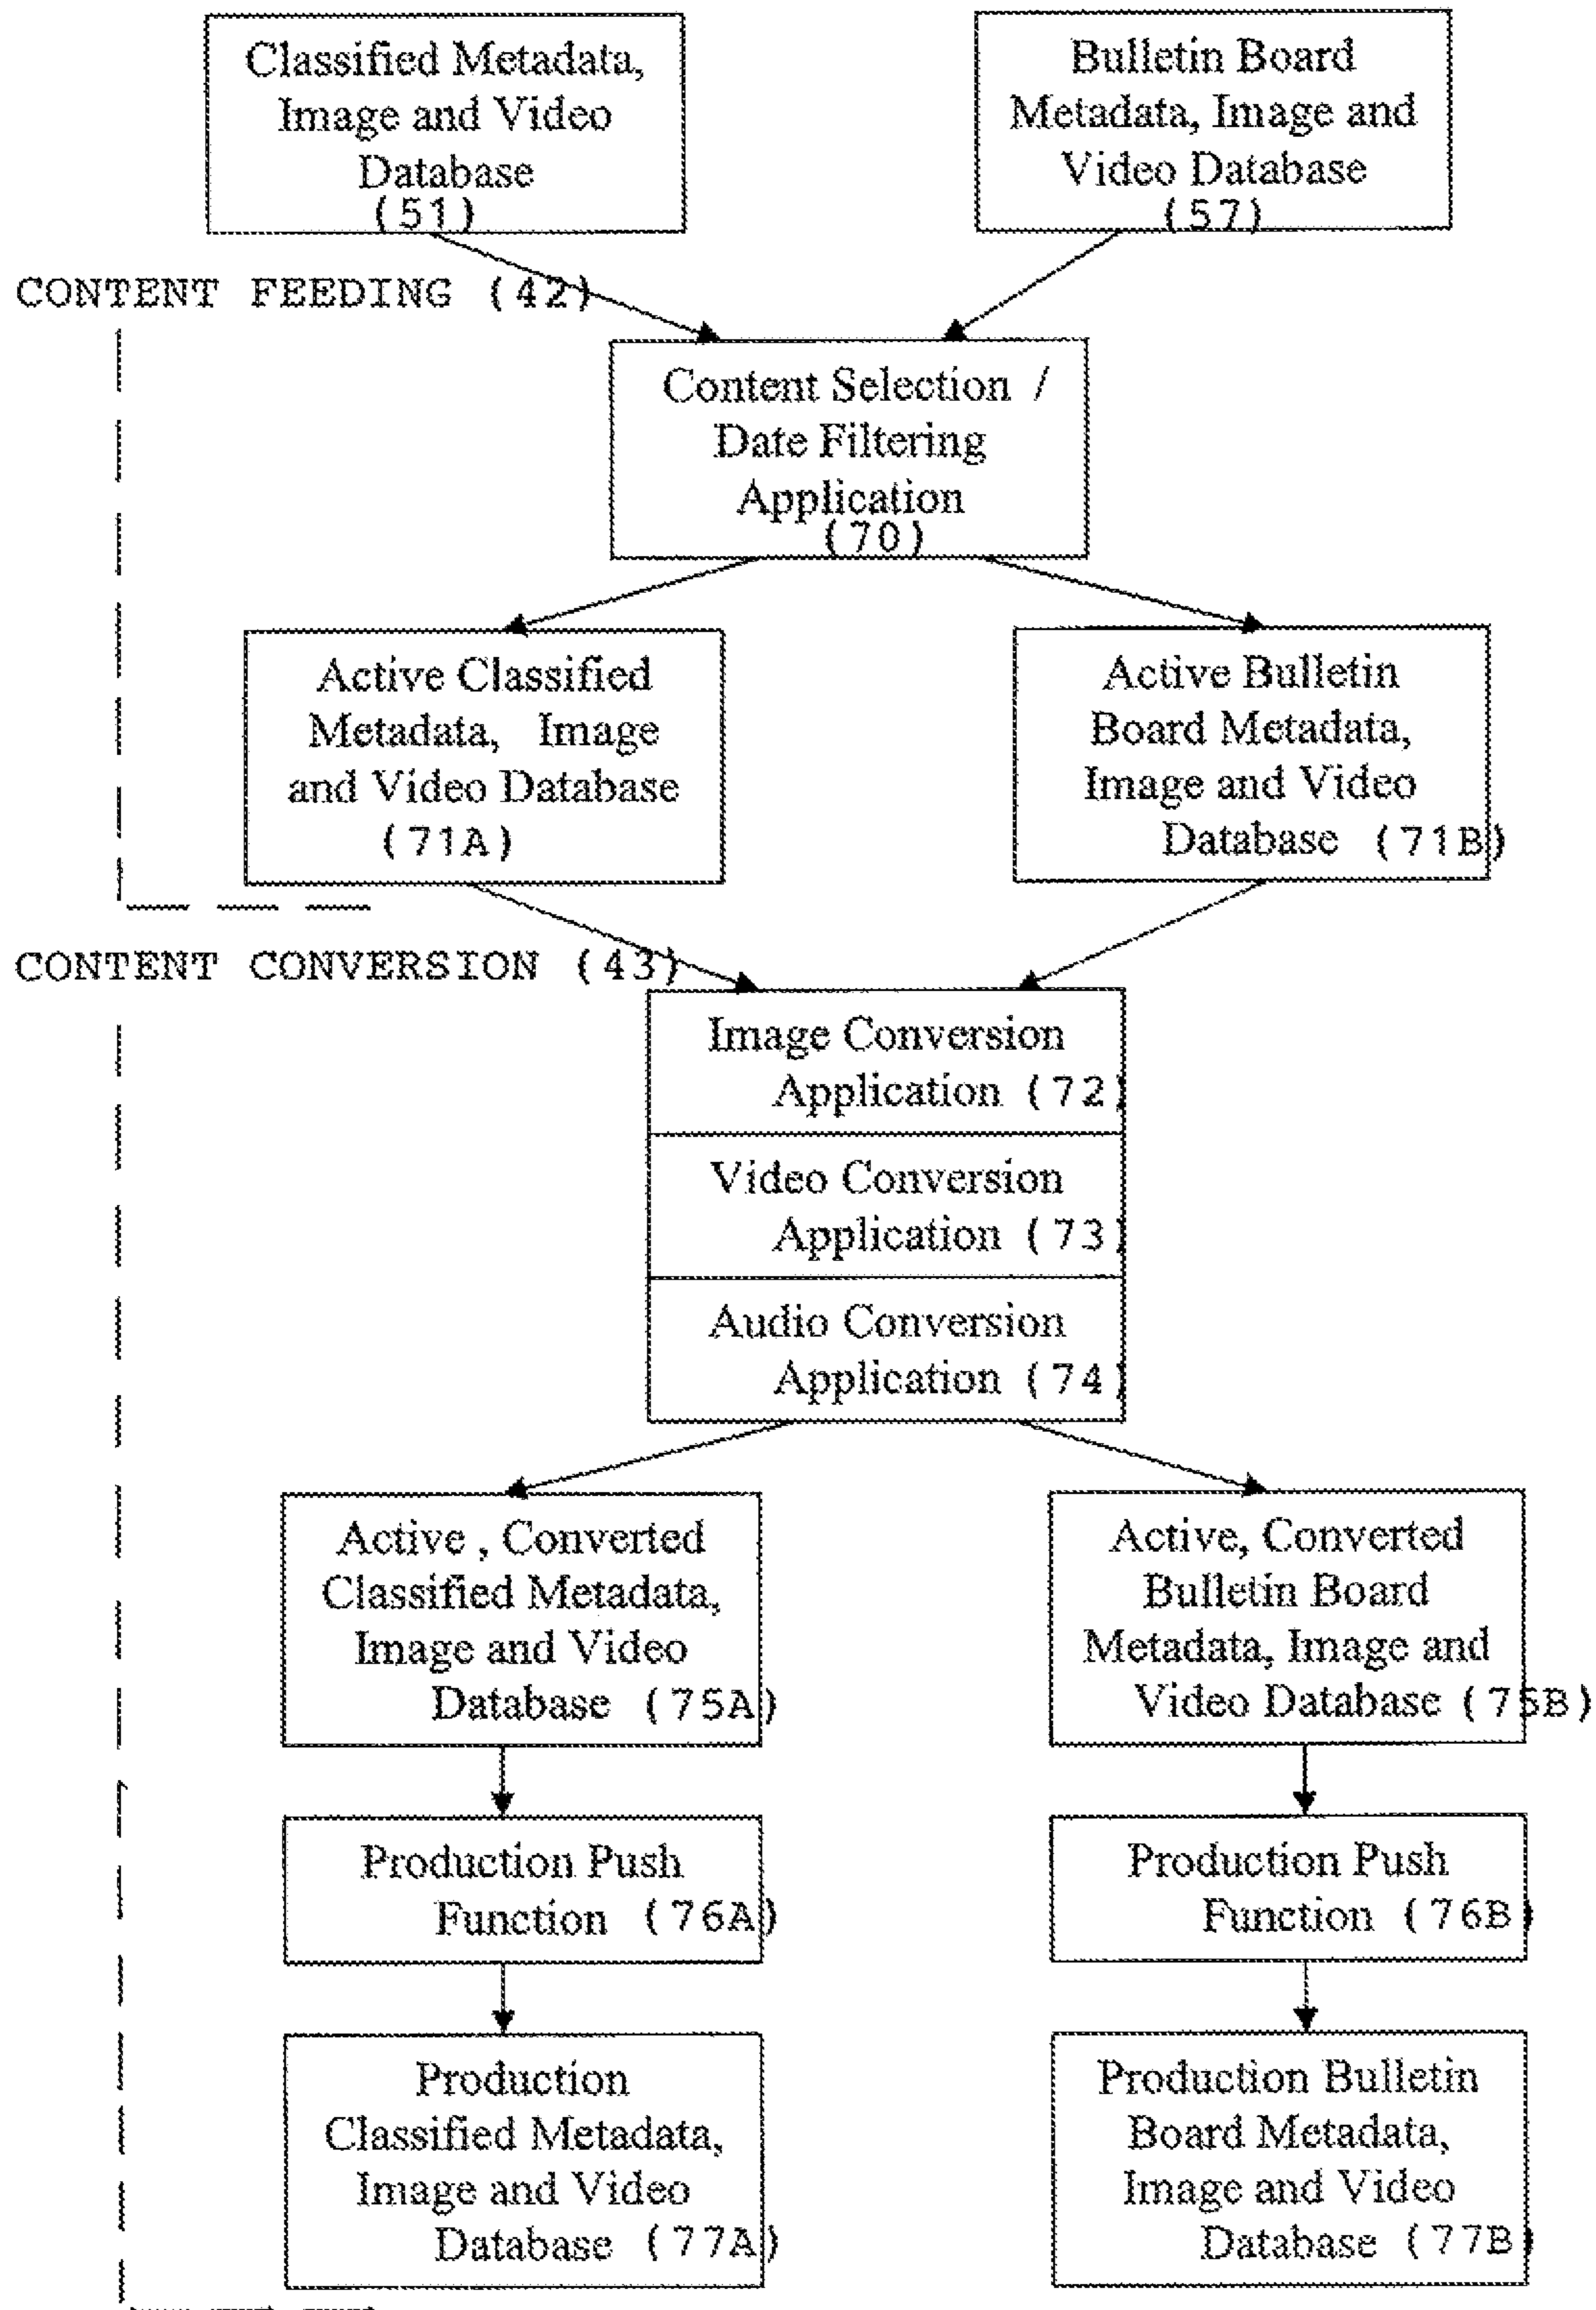 Classified Metadata,
Image and Video
Database
(51)
Bulletin Board
Metadata, Image and
Video Database
(57)
CONTENT FEEDING (42)
Content Selection /
Date Filtering
Application
(70)
Active Classified
Metadata, Image
and Video Database
(71A)
Active Bulletin
Board Metadata,
Image and Video
Database (71B)
CONTENT CONVERSION (43)
Image Conversion
Application (72)
Video Conversion
Application (73)
Audio Conversion
Application (74)
Active , Converted
Classified Metadata,
Image and Video
Database (75A)
Active, Converted
Bulletin Board
Metadata, Image and
Video Database (75B)
Production Push
Function (76A)
Production Push
Function (76B)
Production
Classified Metadata,
Image and Video
Database (77A)
Production Bulletin
Board Metadata,
Image and Video
Database (77B)